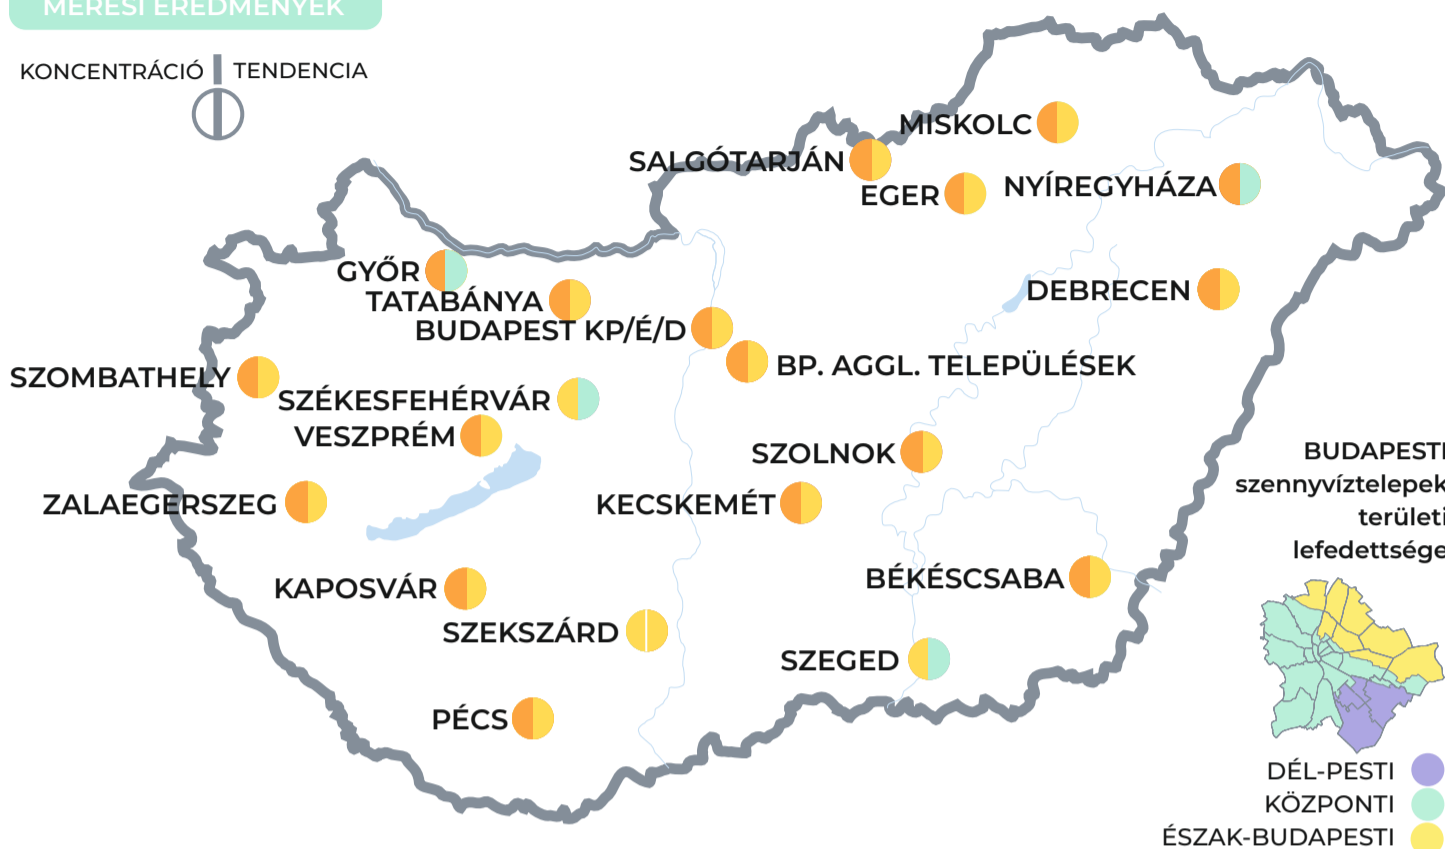 MÉRÉSI EREDMÉNYEK
KONCENTRÁCIÓ TENDENCIA
MISKOLC
SALGÓTARJÁN
EGER
NYÍREGYHÁZA
GYŐR
TATABÁNYA
DEBRECEN
BUDAPEST KP/É/D
BP. AGGL. TELEPÜLÉSEK
SZOMBATHELY
SZÉKESFEHÉRVÁR
VESZPRÉM
SZOLNOK
ZALAEGERSZEG
KECSKEMÉT
BÉKÉSCSABA
KAPOSVÁR
SZEKSZÁRD
SZEGED
PÉCS
BUDAPESTI
szennyvíztelepek
területi
lefedettsége
DÉL-PESTI
KÖZPONTI
ÉSZAK-BUDAPESTI